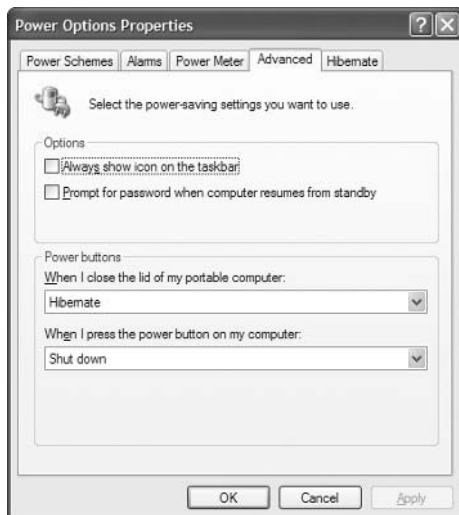 Power Options Properties
Power Schemes Alarms Power Meter Advanced Hibernate
Select the power-saving settings you want to use.
Options
Always show icon on the taskbar
Prompt for password when computer resumes from standby
Power buttons
When I close the lid of my portable computer:
Hibernate
When I press the power button on my computer:
Shut down
OK Cancel Apply